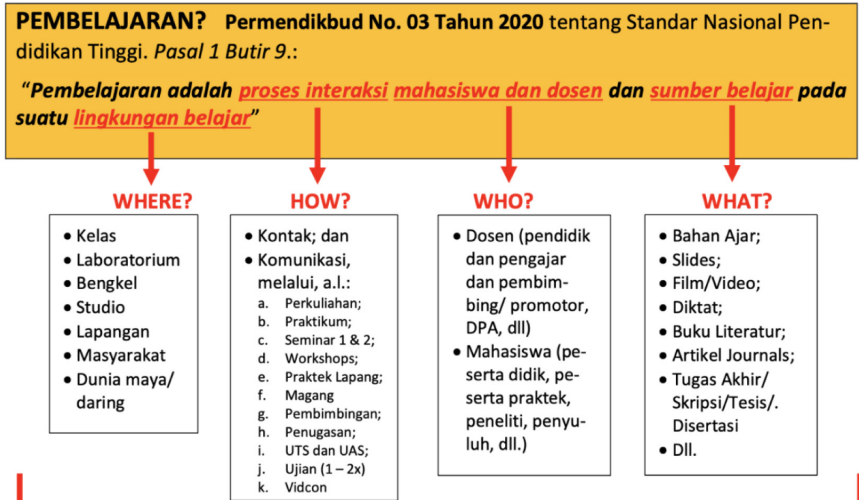 PEMBELAJARAN? Permendikbud No. 03 Tahun 2020 tentang Standar Nasional Pen-
didikan Tinggi. Pasal 1 Butir 9.:
“Pembelajaran adalah proses interaksi mahasiswa dan dosen dan sumber belajar pada
suatu lingkungan belajar”
WHERE?
• Kelas
• Laboratorium
• Bengkel
• Studio
• Lapangan
• Masyarakat
• Dunia maya/
daring
HOW?
• Kontak; dan
• Komunikasi,
melalui, a.l.:
a. Perkuliahan;
b. Praktikum;
c. Seminar 1 & 2;
d. Workshops;
e. Praktek Lapang;
f. Magang
g. Pembimbingan;
h. Penugasan;
i. UTS dan UAS;
j. Ujian (1 – 2x)
k. Vidcon
WHO?
• Dosen (pendidik
dan pengajar
dan pembim-
bing/ promotor,
DPA, dll)
• Mahasiswa (pe-
serta didik, pe-
serta praktek,
peneliti, penyu-
luh, dll.)
WHAT?
• Bahan Ajar;
• Slides;
• Film/Video;
• Diktat;
• Buku Literatur;
• Artikel Journals;
• Tugas Akhir/
Skripsi/Tesis/.
Disertasi
• Dll.